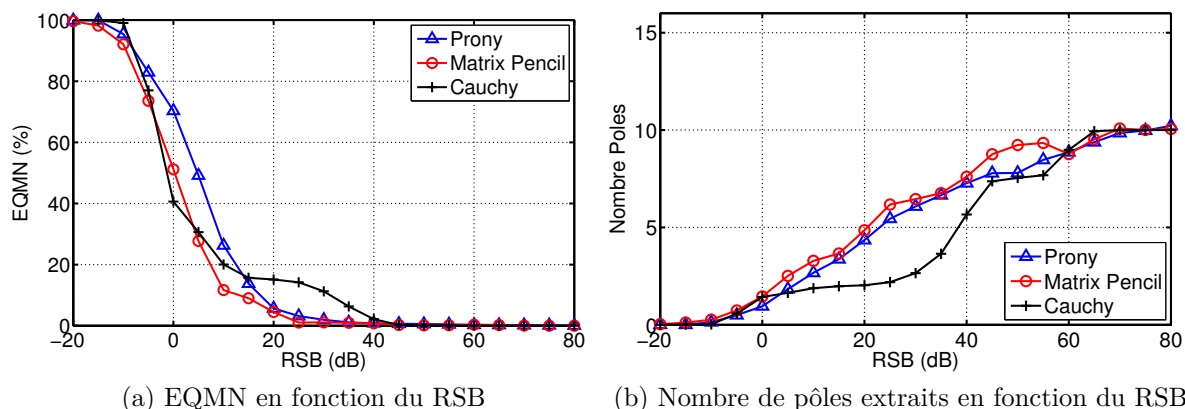 100
80
60
40
20
0
−20
0
20
40
60
80
EQMN (%)
RSB (dB)
Prony
Matrix Pencil
Cauchy
(a) EQMN en fonction du RSB
15
10
5
0
−20
0
20
40
60
80
Nombre Poles
RSB (dB)
Prony
Matrix Pencil
Cauchy
(b) Nombre de pôles extraits en fonction du RSB